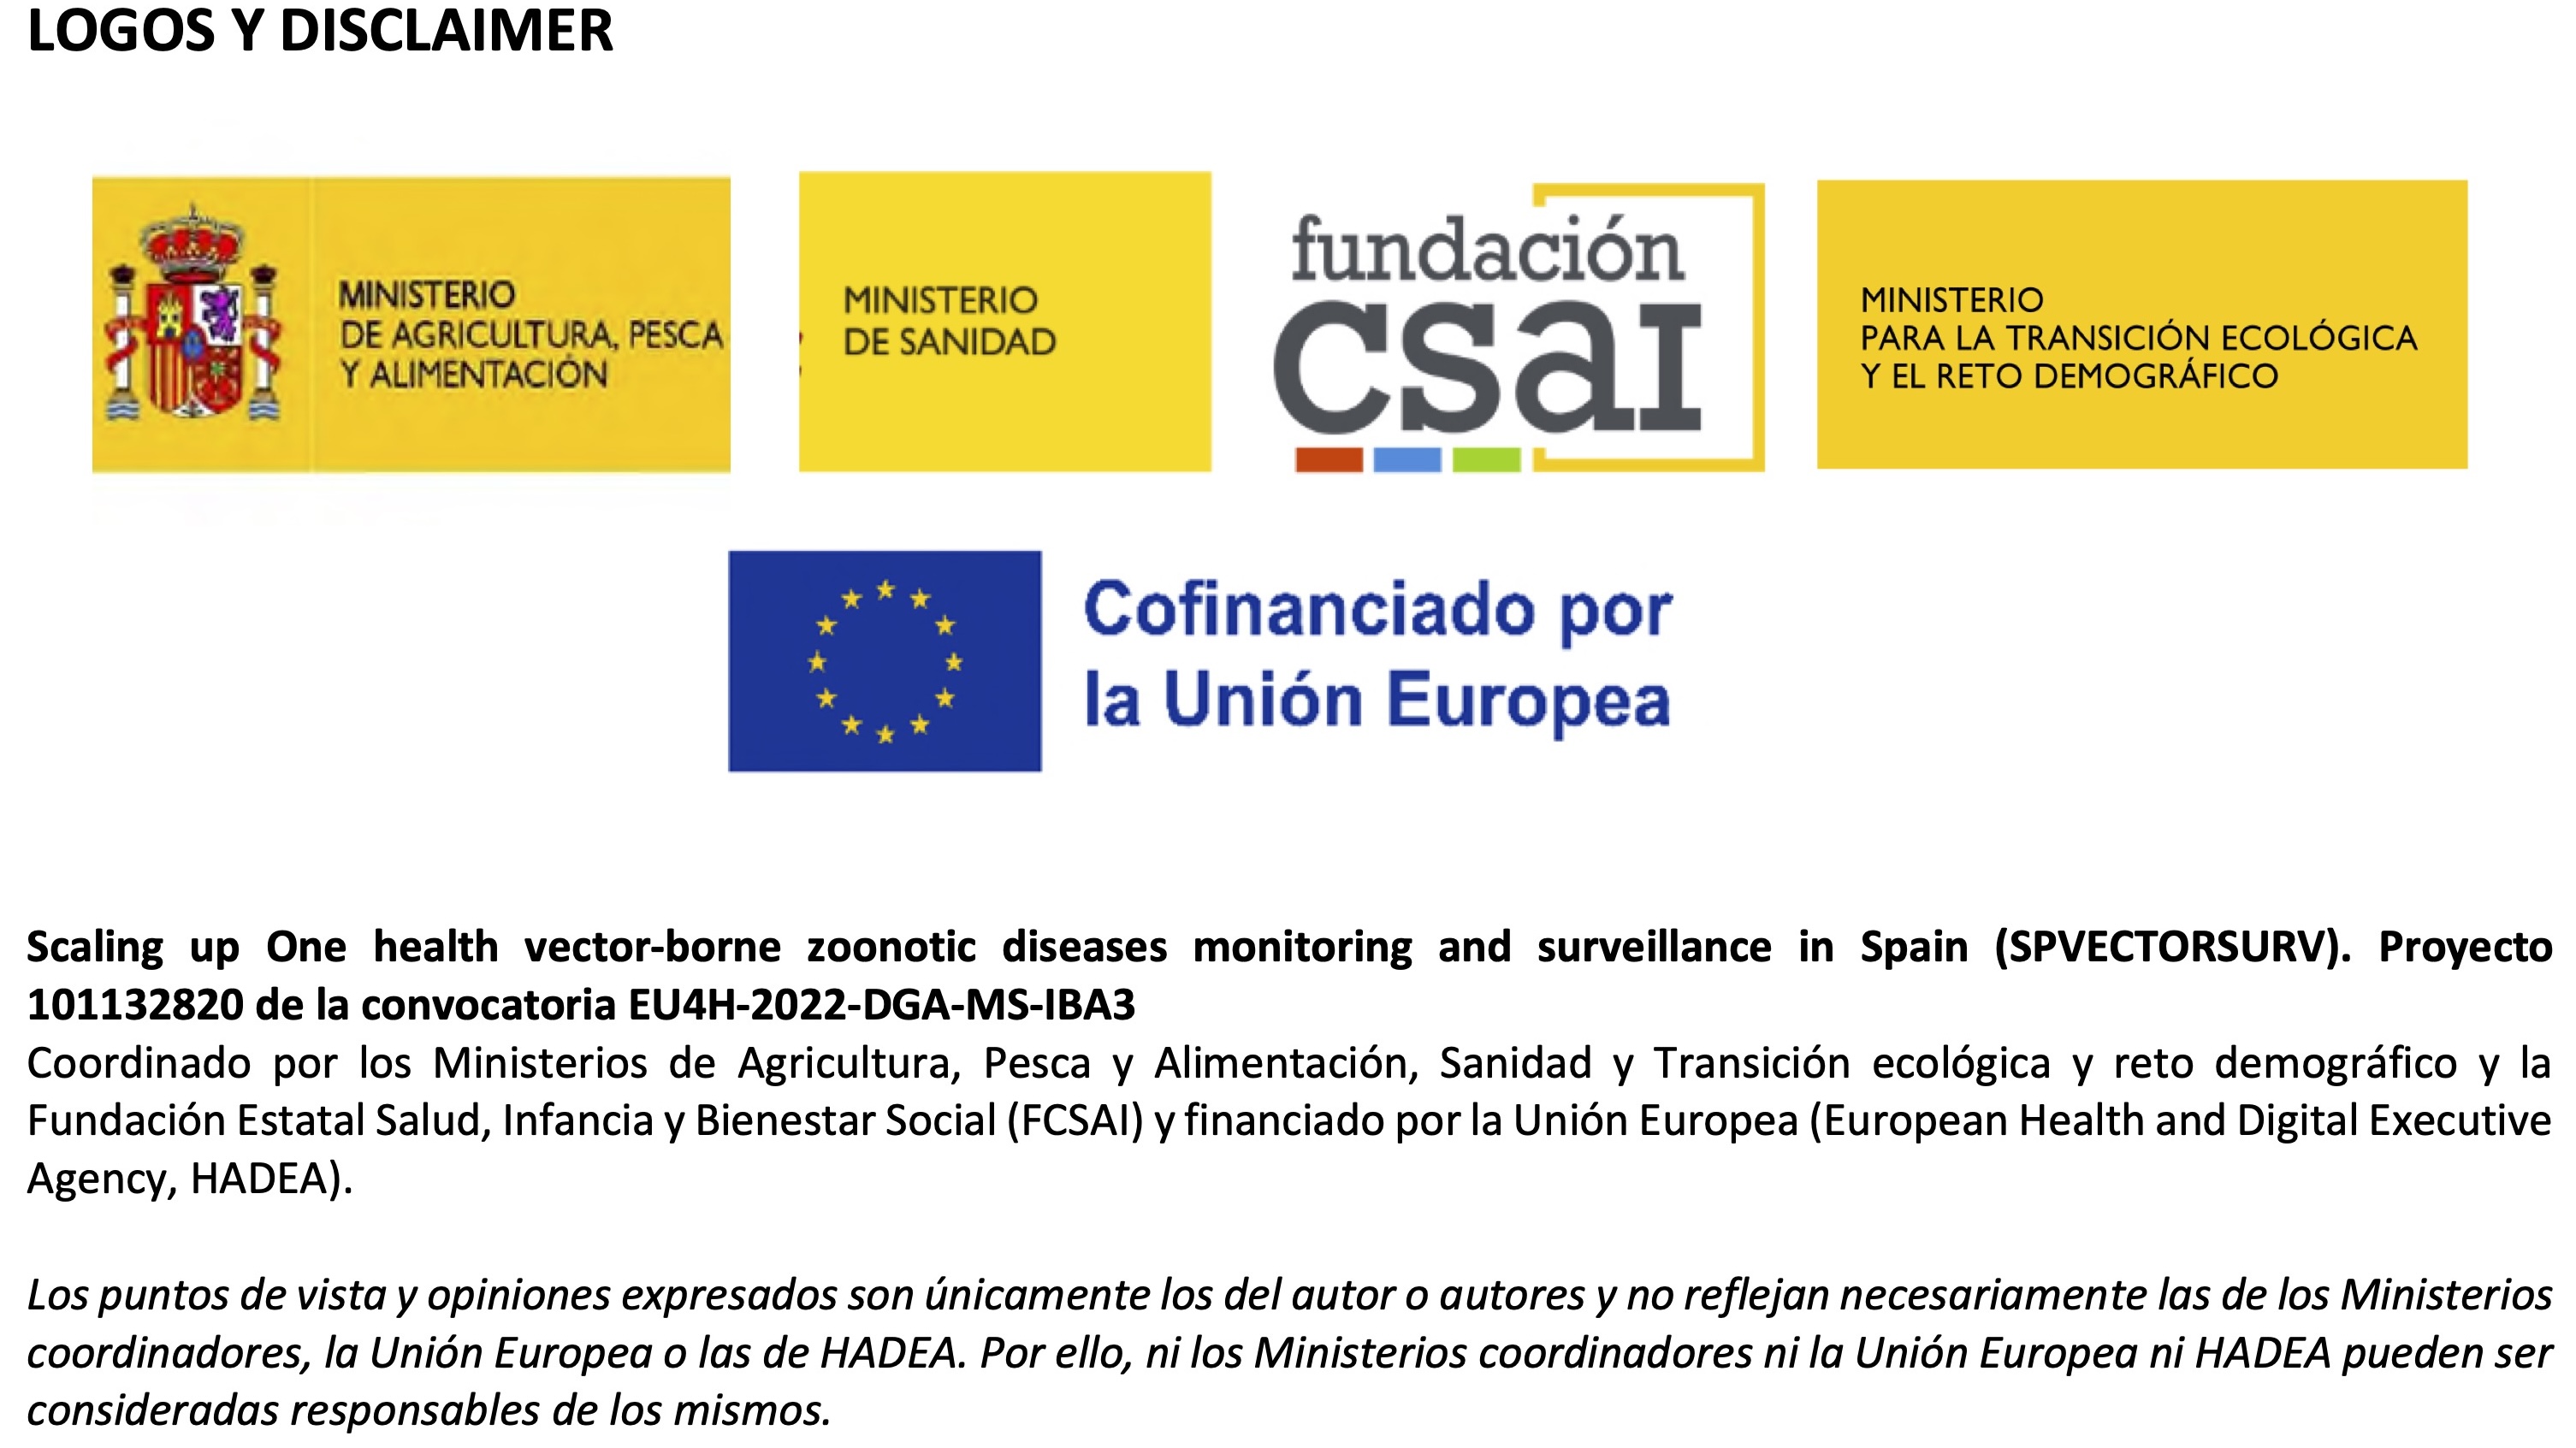 LOGOS Y DISCLAIMER
MINISTERIO
DE AGRICULTURA, PESCA
Y ALIMENTACIÓN
MINISTERIO
DE SANIDAD
fundación
csai
MINISTERIO
PARA LA TRANSICIÓN ECOLÓGICA
Y EL RETO DEMOGRÁFICO
Cofinanciado por
la Unión Europea
Scaling up One health vector-borne zoonotic diseases monitoring and surveillance in Spain (SPVECTORSURV). Proyecto
101132820 de la convocatoria EU4H-2022-DGA-MS-IBA3
Coordinado por los Ministerios de Agricultura, Pesca y Alimentación, Sanidad y Transición ecológica y reto demográfico y la
Fundación Estatal Salud, Infancia y Bienestar Social (FCSAI) y financiado por la Unión Europea (European Health and Digital Executive
Agency, HADEA).
Los puntos de vista y opiniones expresados son únicamente los del autor o autores y no reflejan necesariamente las de los Ministerios
coordinadores, la Unión Europea o las de HADEA. Por ello, ni los Ministerios coordinadores ni la Unión Europea ni HADEA pueden ser
consideradas responsables de los mismos.